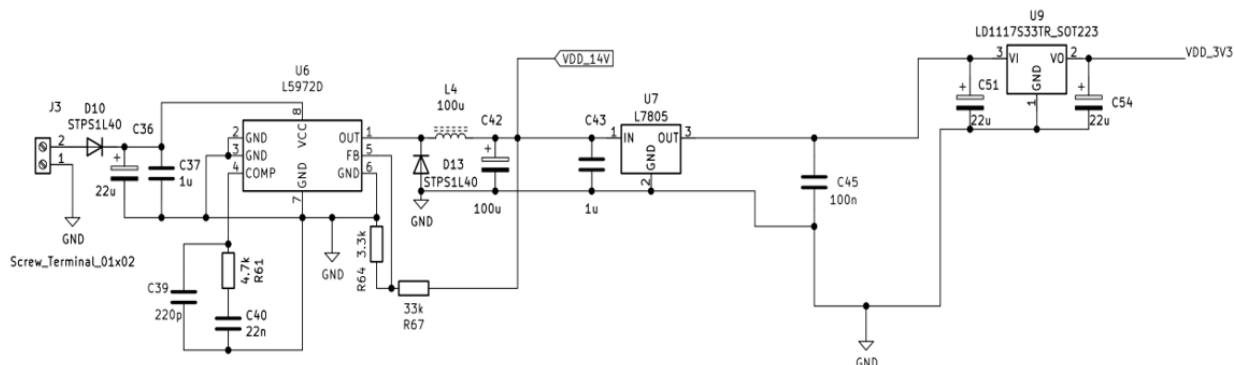 U9
LD1117S33TR_SOT223
3 VI VO 2
VDD_3V3
GND
1
C51
22u
C54
22u
VDD_14V
U6
L5972D
J3
D10
STPS1L40
C36
22u
2
1
C37
1u
GND
Screw_Terminal_01x02
8
VCC
2 GND
3 GND
4 COMP
OUT 1
FB 5
GND 6
GND
7
L4
100u
C42
100u
D13
STPS1L40
GND
C43
1u
U7
L7805
1 IN OUT 3
GND
2
C45
100n
GND
GND
3.3k
R64
33k
R67
4.7k
R61
C39
220p
C40
22n